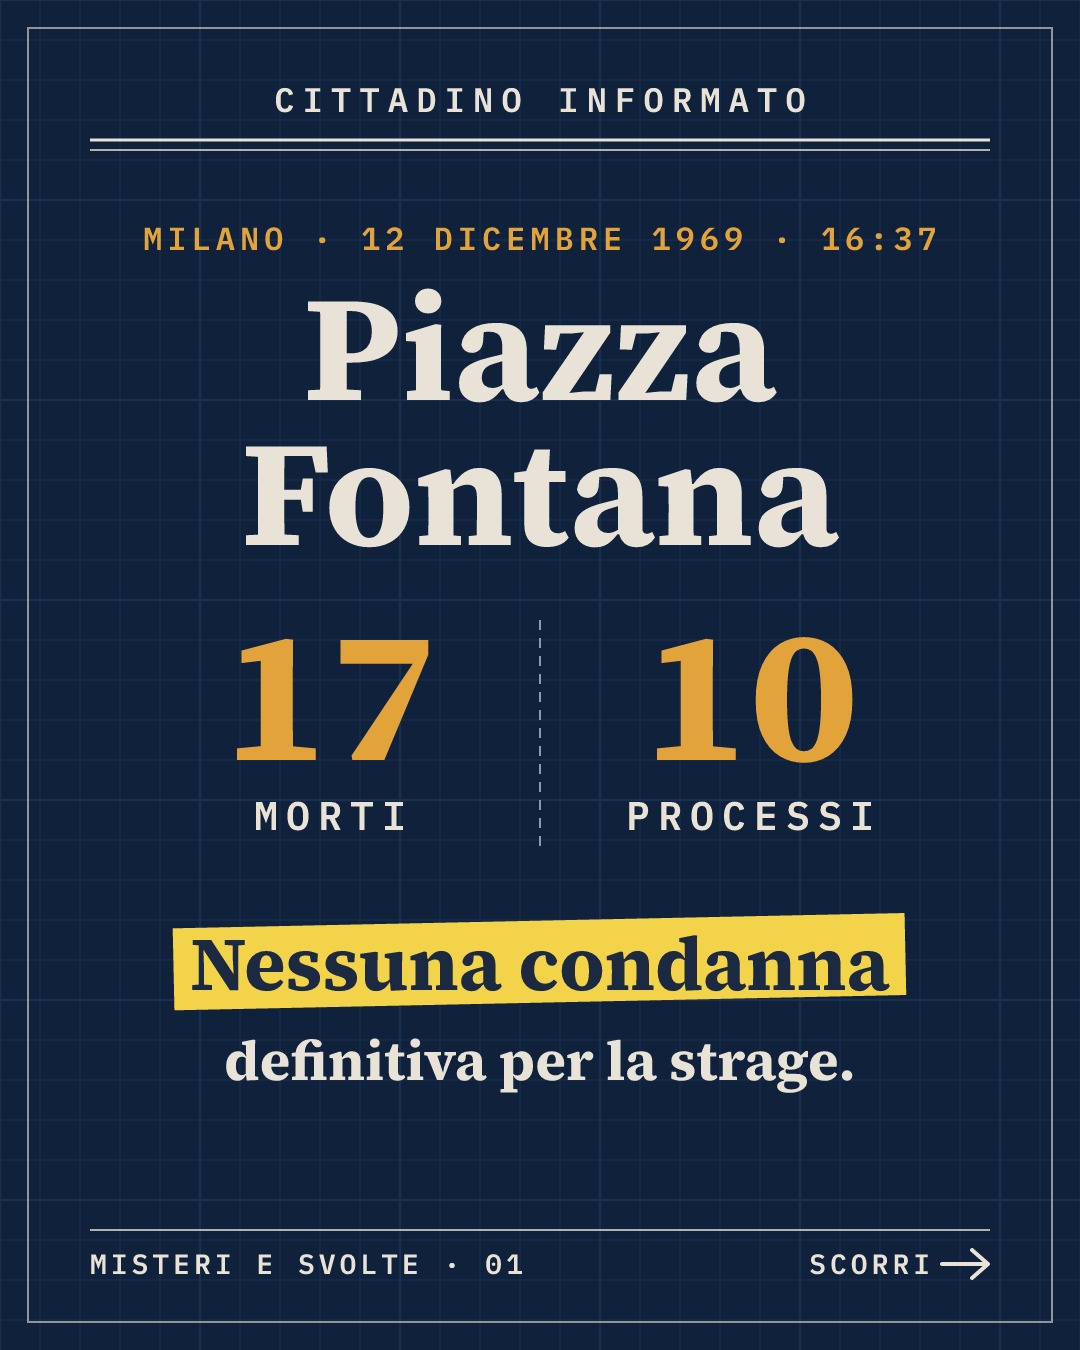 CITTADINO INFORMATO
MILANO · 12 DICEMBRE 1969 · 16:37
Piazza
Fontana
17 10
MORTI PROCESSI
Nessuna condanna
definitiva per la strage.
MISTERI E SVOLTE · 01 SCORRI →